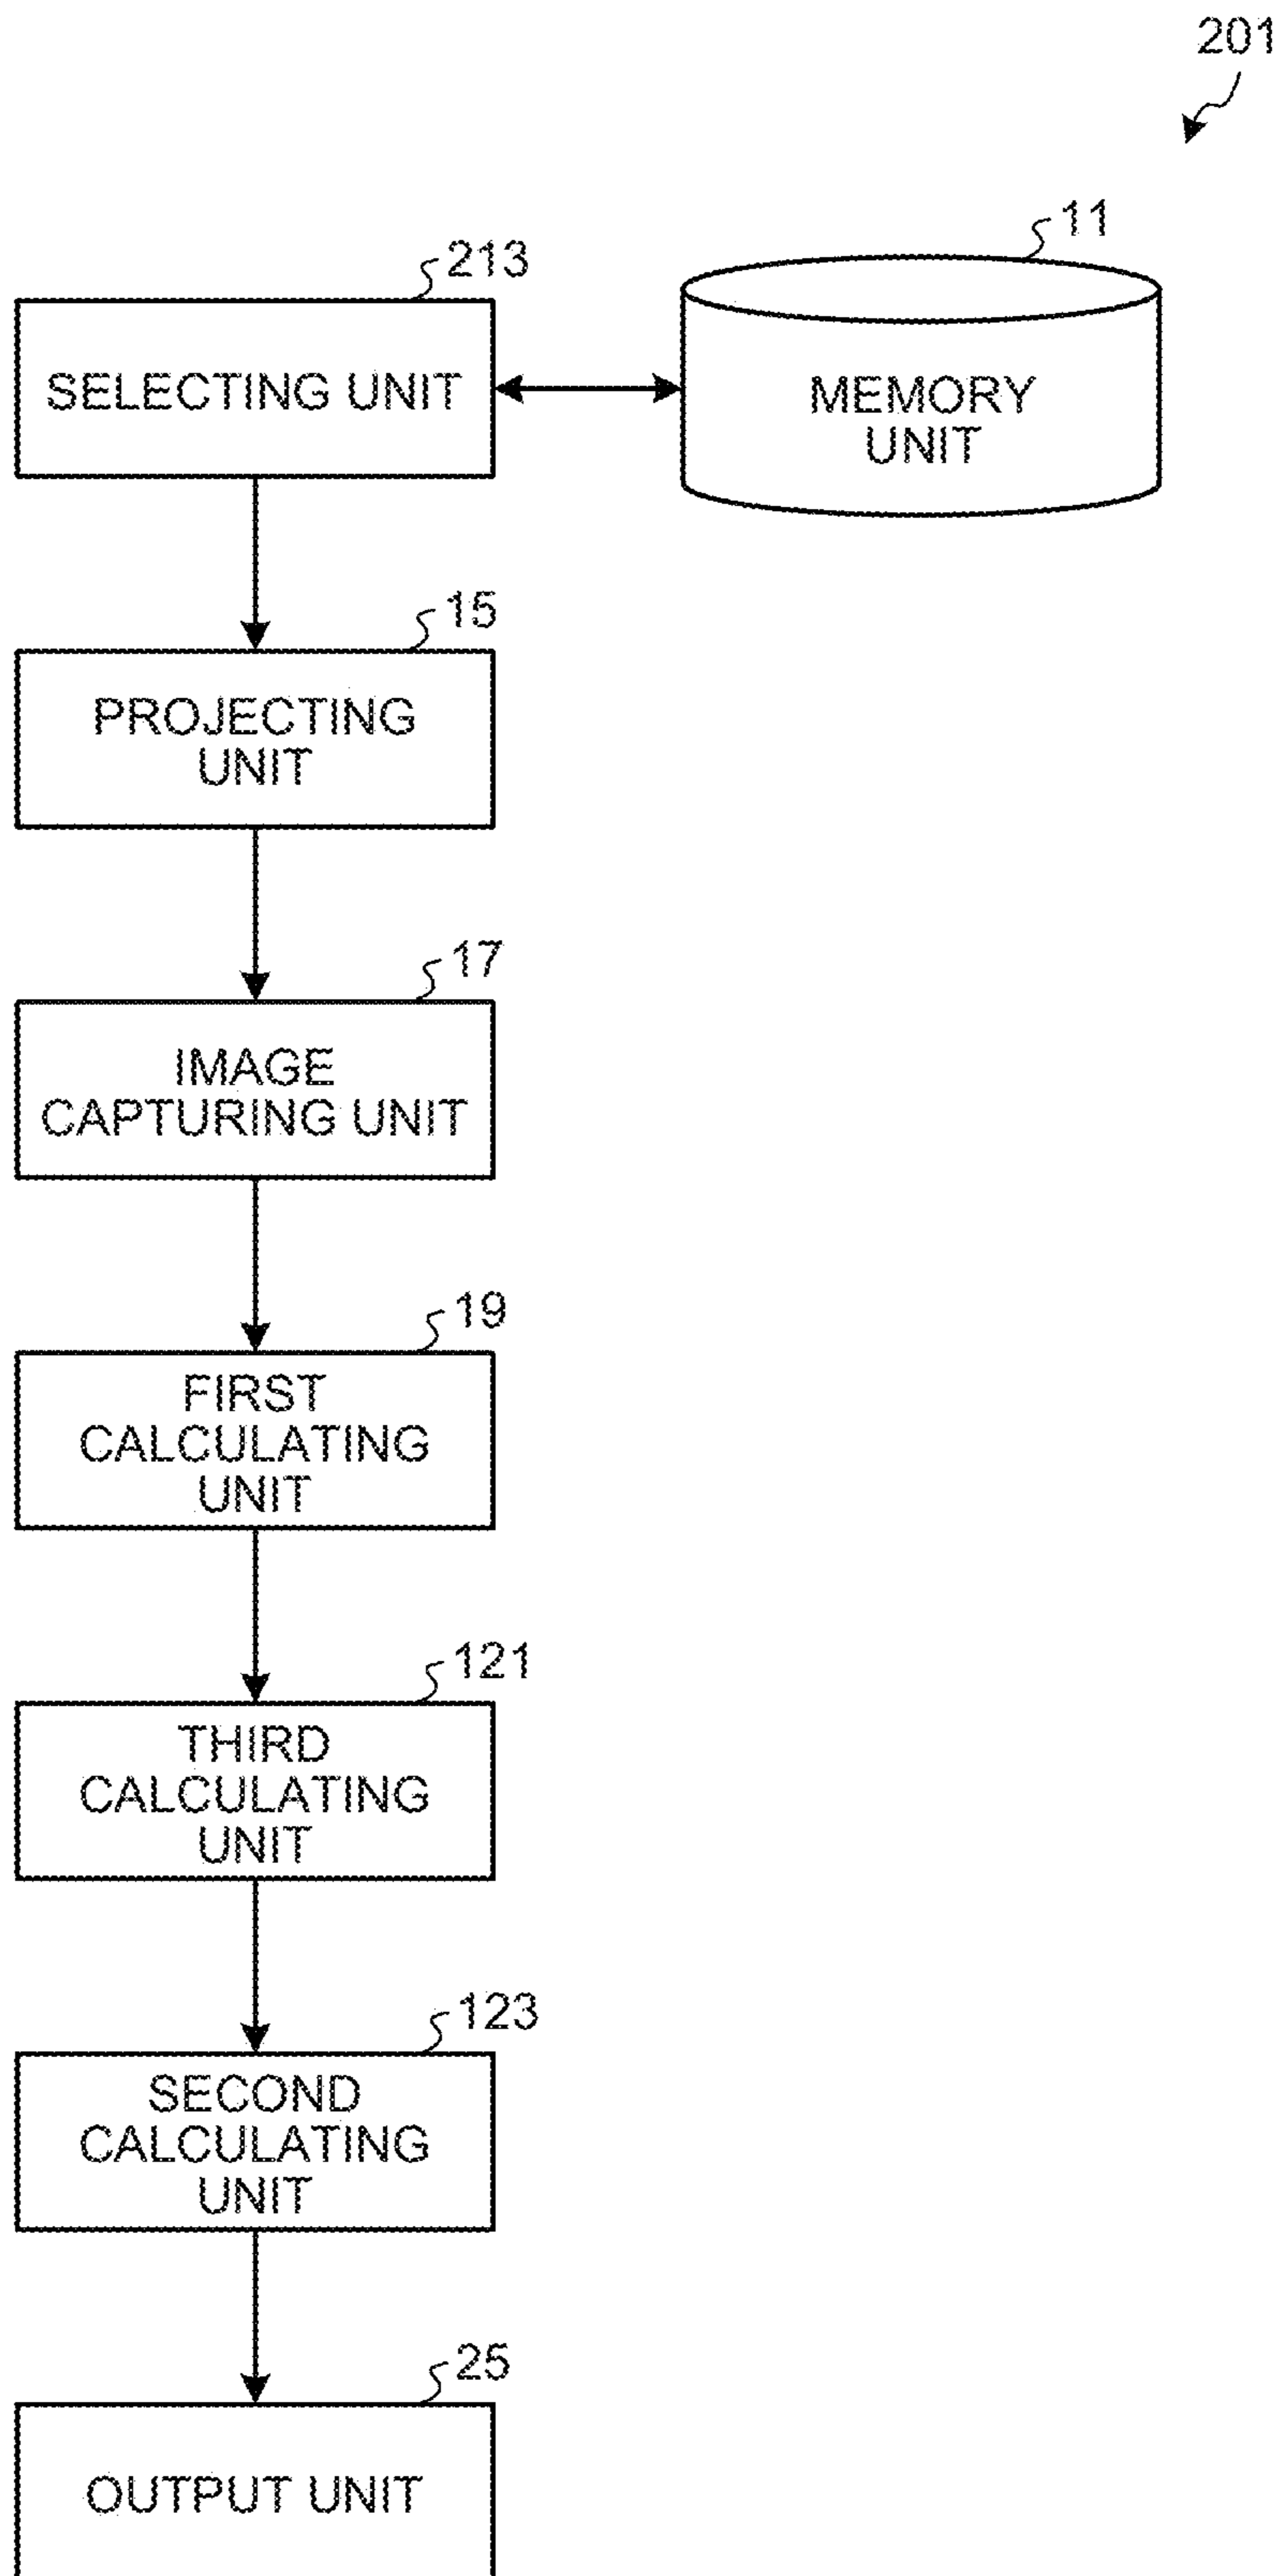 201
213
11
SELECTING UNIT
MEMORY
UNIT
15
PROJECTING
UNIT
17
IMAGE
CAPTURING UNIT
19
FIRST
CALCULATING
UNIT
121
THIRD
CALCULATING
UNIT
123
SECOND
CALCULATING
UNIT
25
OUTPUT UNIT